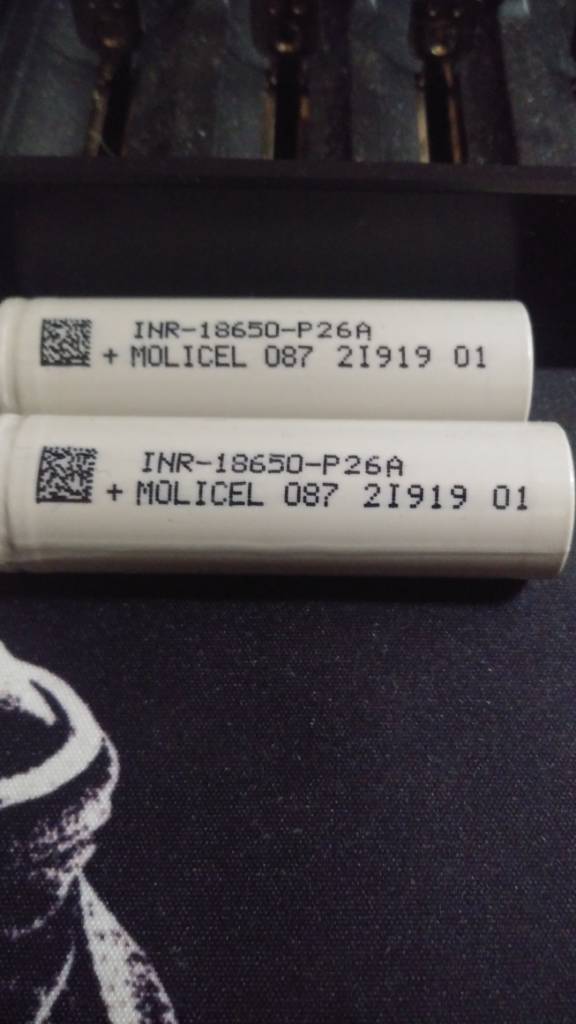 INR-18650-P26A
+ MOLICEL 087 2I919 01
INR-18650-P26A
+ MOLICEL 087 2I919 01